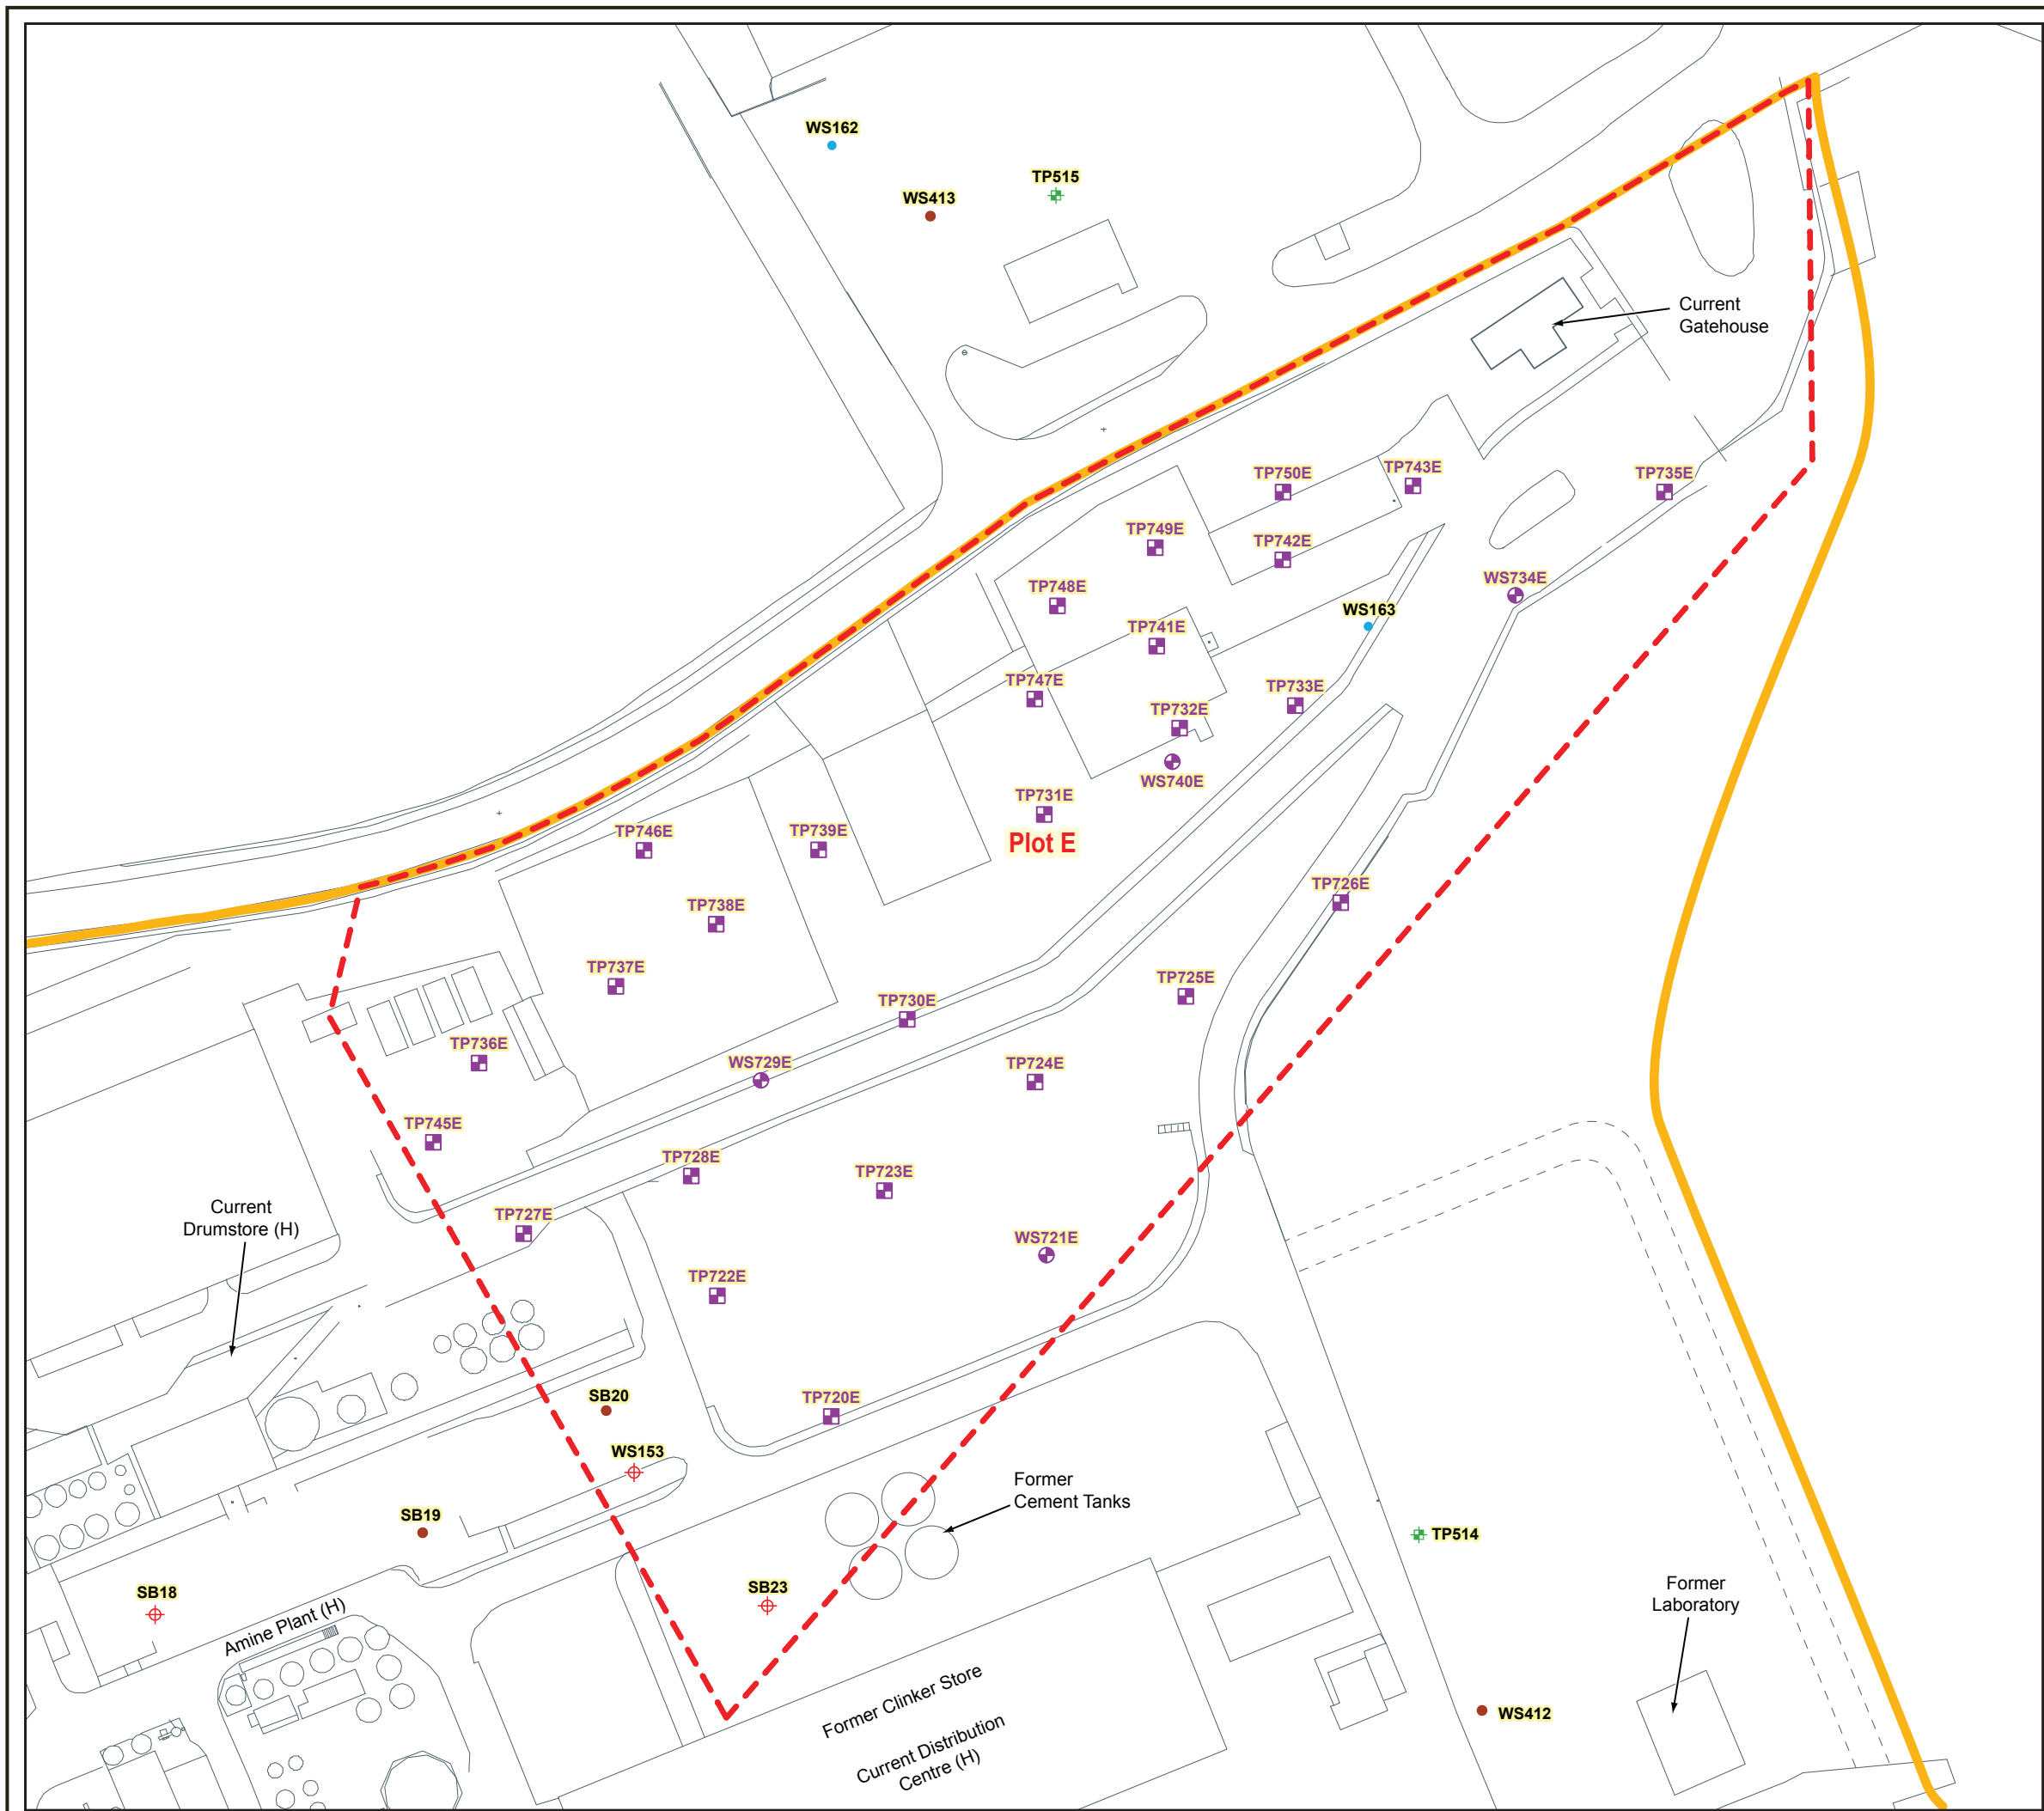 WS162
TP515
WS413
Current
Gatehouse
TP750E
TP743E
TP735E
TP749E
TP742E
WS734E
TP748E
WS163
TP741E
TP747E
TP733E
TP732E
WS740E
TP731E
Plot E
TP746E
TP739E
TP726E
TP738E
TP737E
TP725E
TP730E
TP736E
WS729E
TP724E
TP745E
TP728E
TP723E
Current
Drumstore (H)
TP727E
WS721E
TP722E
SB20
TP720E
WS153
Former
Cement Tanks
SB19
TP514
SB18
SB23
Former
Laboratory
Amine Plant (H)
Former Clinker Store
WS412
Current Distribution
Centre (H)